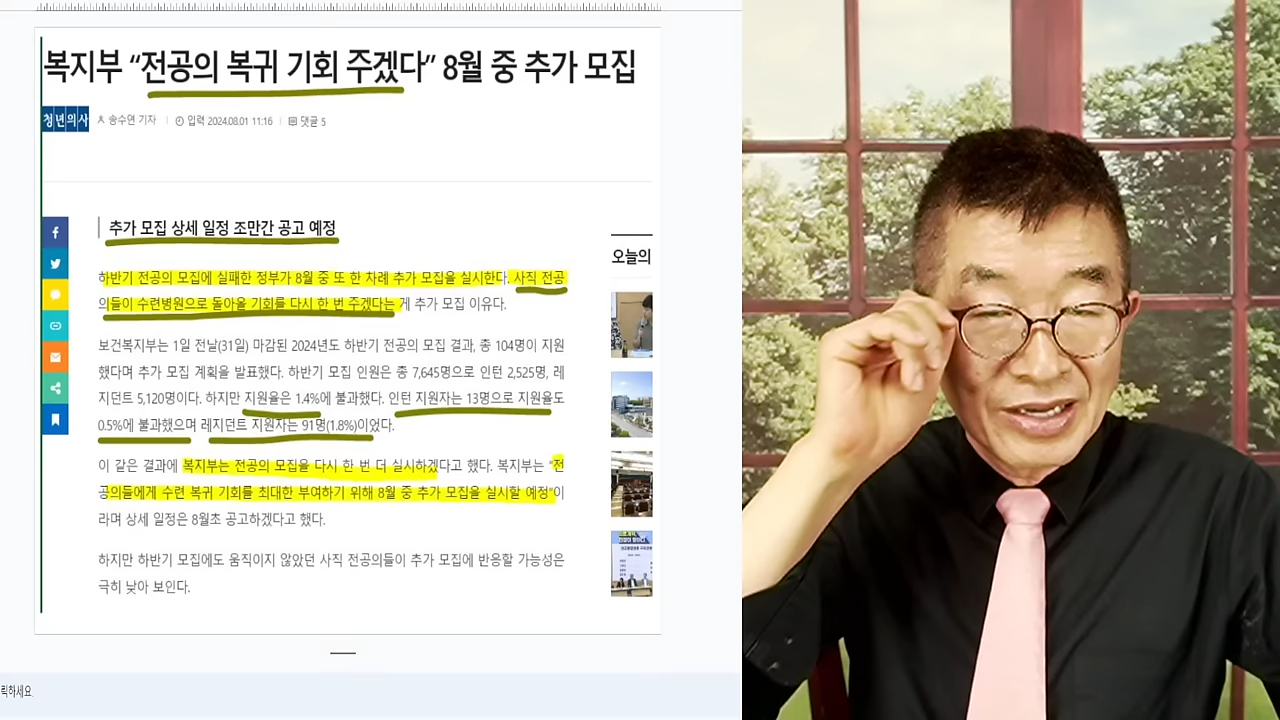 복지부 “전공의 복귀 기회 주겠다” 8월 중 추가 모집
청년의사
송수연 기자
입력 2024.08.01 11:16
댓글 5
추가 모집 상세 일정 조만간 공고 예정
오늘의
하반기 전공의 모집에 실패한 정부가 8월 중 또 한 차례 추가 모집을 실시한다. 사직 전공
의들이 수련병원으로 돌아올 기회를 다시 한 번 주겠다는 게 추가 모집 이유다.
보건복지부는 1일 전날(31일) 마감된 2024년도 하반기 전공의 모집 결과, 총 104명이 지원
했다며 추가 모집 계획을 발표했다. 하반기 모집 인원은 총 7,645명으로 인턴 2,525명, 레
지던트 5,120명이다. 하지만 지원율은 1.4%에 불과했다. 인턴 지원자는 13명으로 지원율도
0.5%에 불과했으며 레지던트 지원자는 91명(1.8%)이었다.
이 같은 결과에 복지부는 전공의 모집을 다시 한 번 더 실시하겠다고 했다. 복지부는 “전
공의들에게 수련 복귀 기회를 최대한 부여하기 위해 8월 중 추가 모집을 실시할 예정”이
라며 상세 일정은 8월초 공고하겠다고 했다.
하지만 하반기 모집에도 움직이지 않았던 사직 전공의들이 추가 모집에 반응할 가능성은
극히 낮아 보인다.
릭하세요.